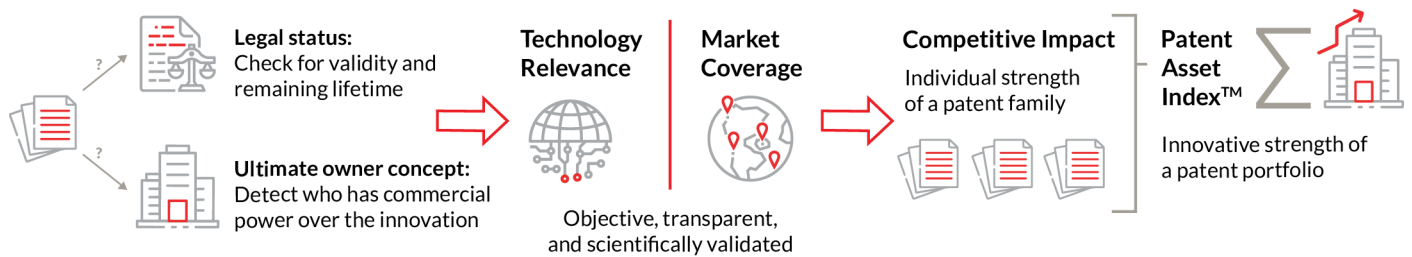 ?
Legal status:
Check for validity and
remaining lifetime
?
Ultimate owner concept:
Detect who has commercial
power over the innovation
Technology
Relevance
Market
Coverage
Objective, transparent,
and scientifically validated
Competitive Impact
Individual strength
of a patent family
Patent
Asset
Index™
Σ
Innovative strength of
a patent portfolio